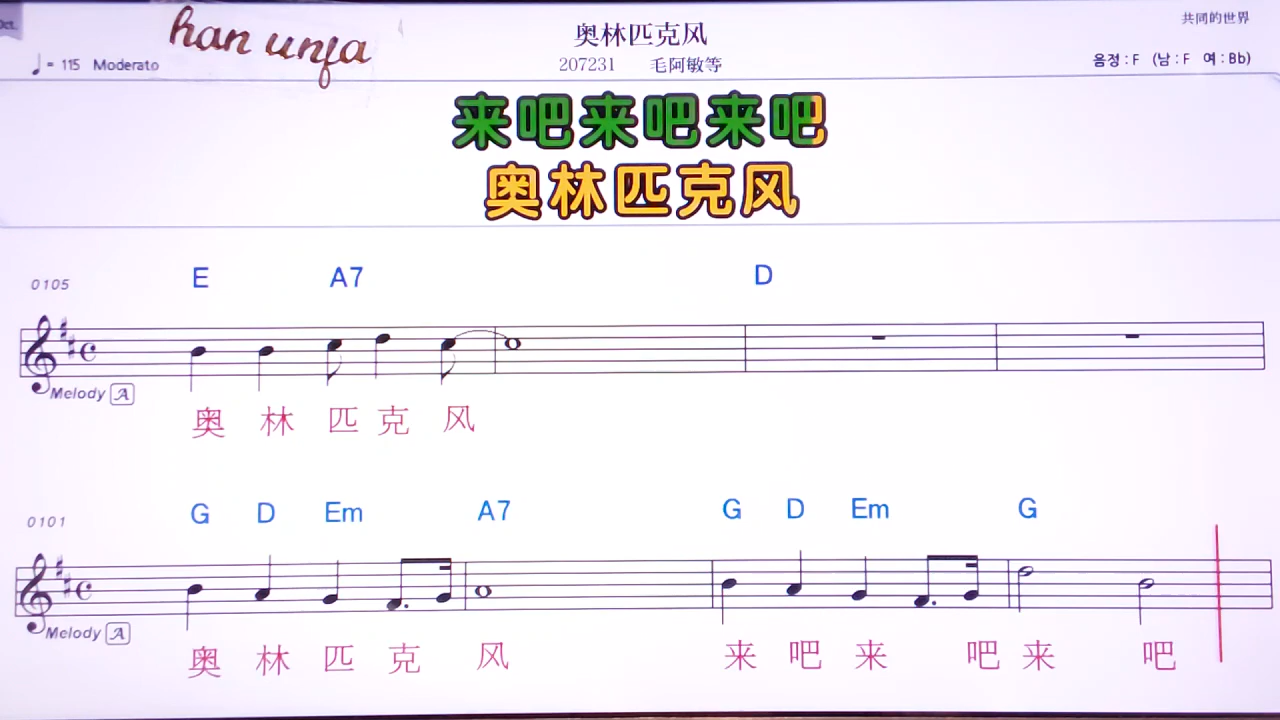 oct.
han unfa
奥林匹克风
共同的世界
♩= 115 Moderato
207231 毛阿敏等
음정 : F (남 : F 여 : Bb)
来吧来吧来吧
奥林匹克风
0105
E A7 D
Melody A
奥 林 匹 克 风
0101
G D Em A7 G D Em G
Melody A
奥 林 匹 克 风 来 吧 来 吧 来 吧